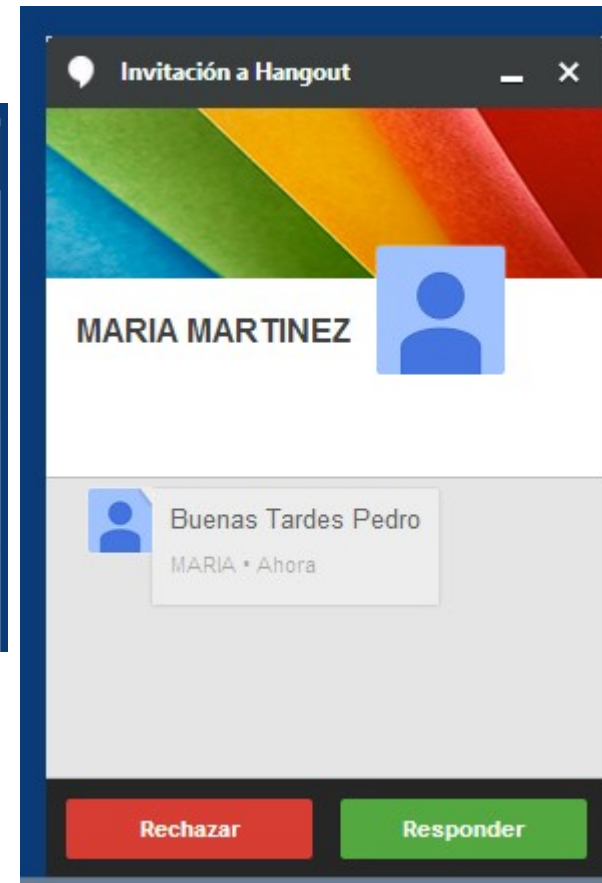 Invitación a Hangout
MARIA MARTINEZ
Buenas Tardes Pedro
MARIA • Ahora
Rechazar
Responder